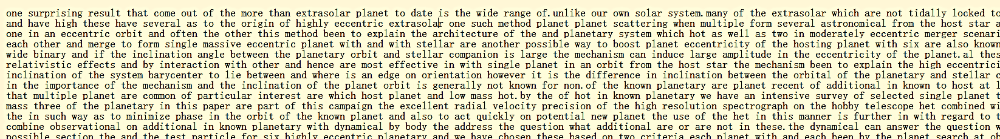 one surprising result that come out of the more than extrasolar planet to date is the wide range of.unlike our own solar system.many of the extrasolar which are not tidally locked to
and have high these have several as to the origin of highly eccentric extrasolar one such method planet planet scattering when multiple form several astronomical from the host star a
one in an eccentric orbit and often the other this method been to explain the architecture of the and planetary system which hot as well as two in moderately eccentric merger scenari
each other and merge to form single massive eccentric planet with and with stellar are another possible way to boost planet eccentricity of the hosting planet with six are also known
wide binary and if the inclination angle between the planetary orbit and stellar companion is large the mechanism can induce large amplitude in the eccentricity of the planet.al thes
relativistic effects and by interaction with other and hence are most effective in with single planet in an orbit from the host star the mechanism been to explain the high eccentrici
inclination of the system barycenter to lie between and where is an edge on orientation however it is the difference in inclination between the orbital of the planetary and stellar c
in the importance of the mechanism and the inclination of the planet orbit is generally not known for non.of the known planetary are planet recent of additional in known to host at l
that multiple planet are common of particular interest are which host planet and low mass hot.by the of hot in known planetary we have an intensive survey of selected single planet t
mass three of the planetary in this paper are part of this campaign the excellent radial velocity precision of the high resolution spectrograph on the hobby telescope het combined wi
the in such way as to minimize phase in the orbit of the known planet and also to act quickly on potential new planet the use of the het in this manner is further in with regard to t
combine observational on additional in known planetary with dynamical by body the address the question what additional are or are not in these.the dynamical can answer the question w
possible section the and the test particle for six highly eccentric planetary and we have chosen these based on two criteria each planet with and each been by the planet search at ob